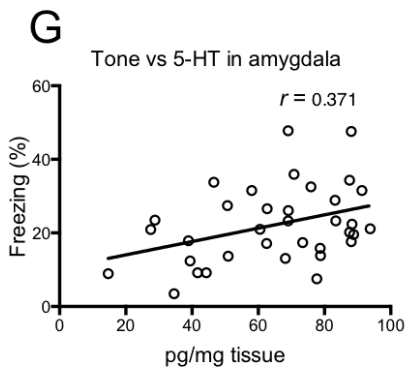 G
Tone vs 5-HT in amygdala
r = 0.371
60
40
20
0
Freezing (%)
0 20 40 60 80 100
pg/mg tissue